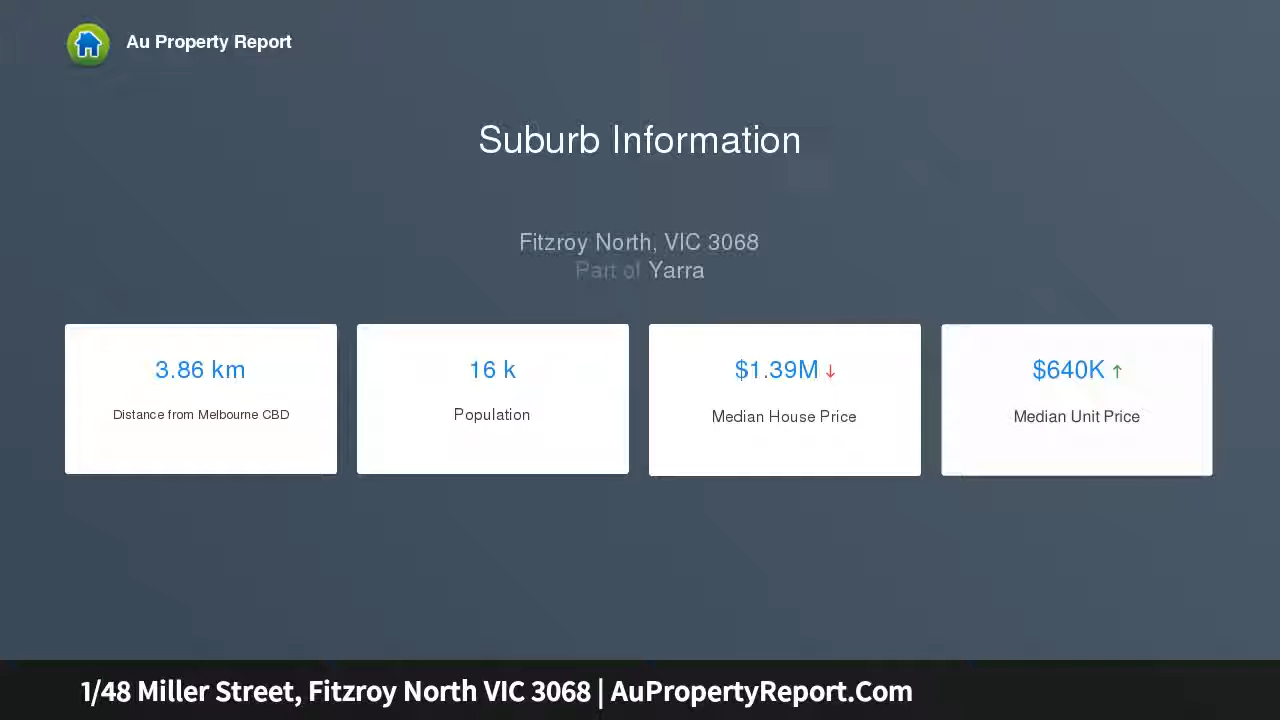 Au Property Report
Suburb Information
Fitzroy North, VIC 3068
Part of Yarra
3.86 km
Distance from Melbourne CBD
16 k
Population
$1.39M ↓
Median House Price
$640K ↑
Median Unit Price
1/48 Miller Street, Fitzroy North VIC 3068 | AuPropertyReport.Com